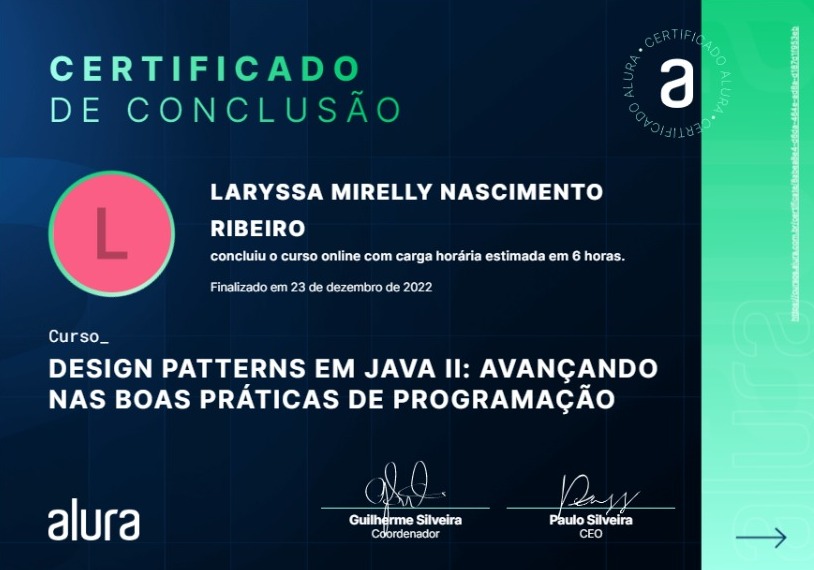 CERTIFICADO
DE CONCLUSÃO
CERTIFICADO ALURA • CERTIFICADO ALURA •
a
L
LARYSSA MIRELLY NASCIMENTO
RIBEIRO
concluiu o curso online com carga horária estimada em 6 horas.
Finalizado em 23 de dezembro de 2022
Curso_
DESIGN PATTERNS EM JAVA II: AVANÇANDO
NAS BOAS PRÁTICAS DE PROGRAMAÇÃO
alura
Guilherme Silveira
Coordenador
Paulo Silveira
CEO
alura